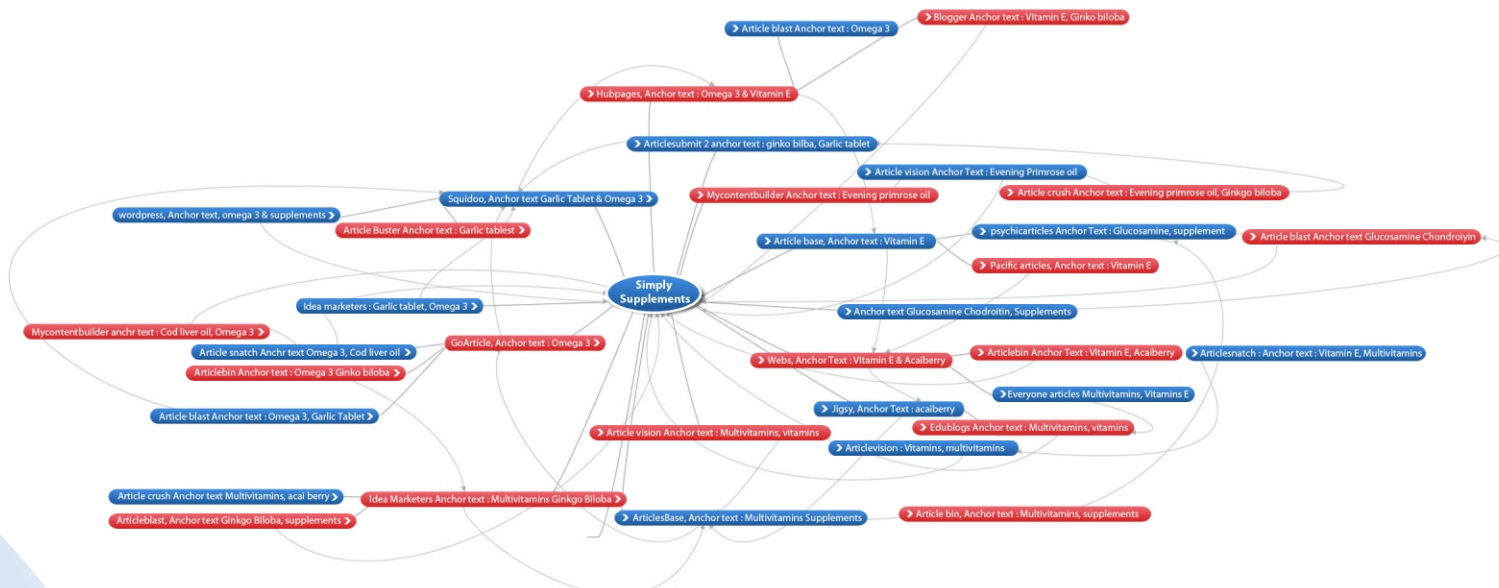 Article blast Anchor text : Omega 3
Blogger Anchor text : Vitamin E, Ginko biloba
Hubpages, Anchor text : Omega 3 & Vitamin E
Articlesubmit 2 anchor text : ginko bilba, Garlic tablet
Article vision Anchor Text : Evening Primrose oil
Squidoo, Anchor text Garlic Tablet & Omega 3
Mycontentbuilder Anchor text : Evening primrose oil
Article crush Anchor text : Evening primrose oil, Ginkgo biloba
wordpress, Anchor text, omega 3 & supplements
Article Buster Anchor text : Garlic tablest
Article base, Anchor text : Vitamin E
psychicarticles Anchor Text : Glucosamine, supplement
Article blast Anchor text Glucosamine Chondroiyin
Pacific articles, Anchor text : Vitamin E
Simply
Supplements
Idea marketers : Garlic tablet, Omega 3
Anchor text Glucosamine Chodroitin, Supplements
Mycontentbuilder anchr text : Cod liver oil, Omega 3
GoArticle, Anchor text : Omega 3
Article snatch Anchr text Omega 3, Cod liver oil
Webs, Anchor Text : Vitamin E & Acaiberry
Articlebin Anchor Text : Vitamin E, Acaiberry
Articlesnatch : Anchor text : Vitamin E, Multivitamins
Articlebin Anchor text : Omega 3 Ginko biloba
Everyone articles Multivitamins, Vitamins E
Article blast Anchor text : Omega 3, Garlic Tablet
Jigsy, Anchor Text : acaiberry
Article vision Anchor text : Multivitamins, vitamins
Edublogs Anchor text : Multivitamins, vitamins
Articlevision : Vitamins, multivitamins
Article crush Anchor text Multivitamins, acai berry
Idea Marketers Anchor text : Multivitamins Ginkgo Biloba
Articleblast, Anchor text Ginkgo Biloba, supplements
ArticlesBase, Anchor text : Multivitamins Supplements
Article bin, Anchor text : Multivitamins, supplements